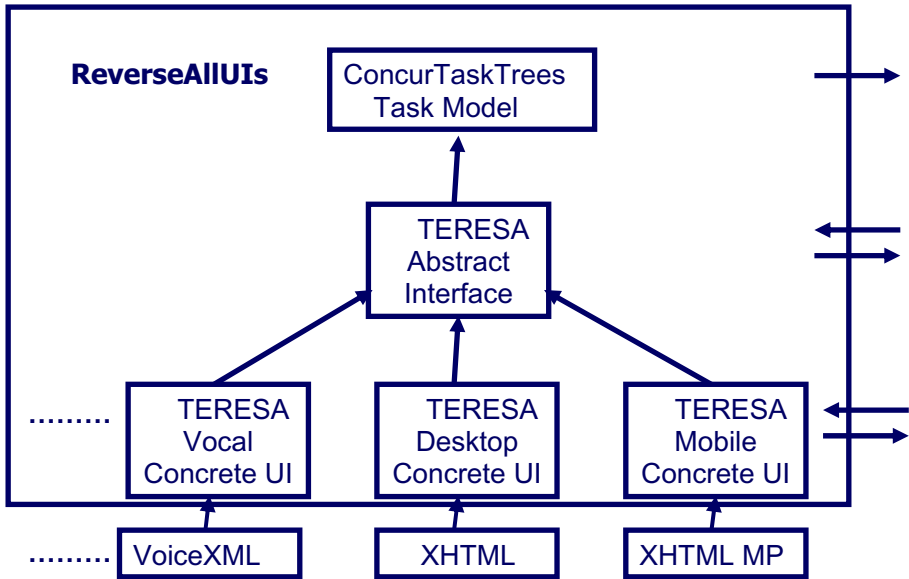 ReverseAllUIs
ConcurTaskTrees
Task Model
TERESA
Abstract
Interface
.........
TERESA
Vocal
Concrete UI
TERESA
Desktop
Concrete UI
TERESA
Mobile
Concrete UI
.........
VoiceXML
XHTML
XHTML MP